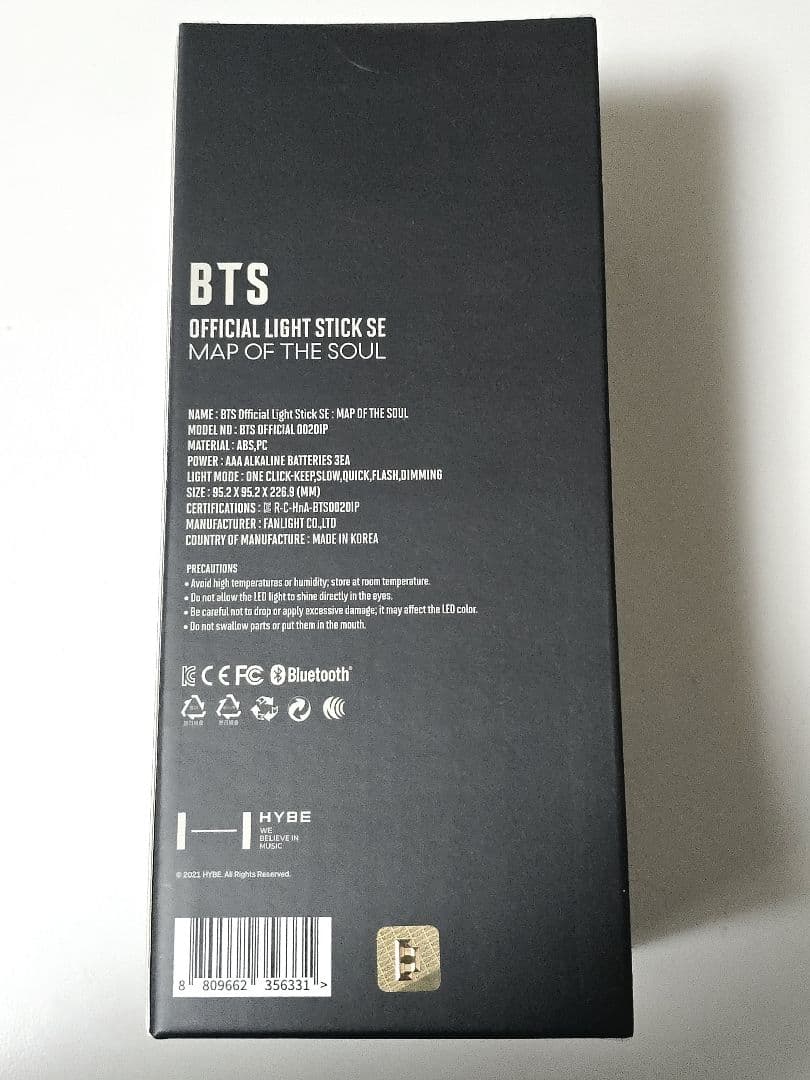 BTS
OFFICIAL LIGHT STICK SE
MAP OF THE SOUL
NAME : BTS Official Light Stick SE : MAP OF THE SOUL
MODEL NO : BTS OFFICIAL 0020IP
MATERIAL : ABS,PC
POWER : AAA ALKALINE BATTERIES 3EA
LIGHT MODE : ONE CLICK-KEEP,SLOW,QUICK,FLASH,DIMMING
SIZE : 95.2 X 95.2 X 226.9 (MM)
CERTIFICATIONS : R-C-HnA-BTS0020IP
MANUFACTURER : FANLIGHT CO.,LTD
COUNTRY OF MANUFACTURE : MADE IN KOREA
PRECAUTIONS
• Avoid high temperatures or humidity; store at room temperature.
• Do not allow the LED light to shine directly in the eyes.
• Be careful not to drop or apply excessive damage; it may affect the LED color.
• Do not swallow parts or put them in the mouth.
CE FC Bluetooth®
HYBE
WE
BELIEVE IN
MUSIC
© 2021 HYBE. All Rights Reserved.
8 809662 356331 >